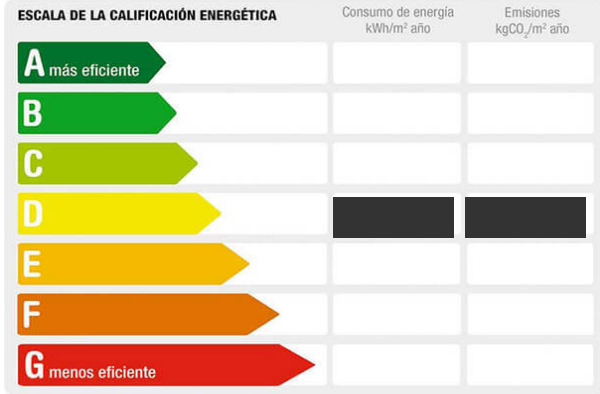 ESCALA DE LA CALIFICACIÓN ENERGÉTICA
Consumo de energía
kWh/m² año
Emisiones
kgCO₂/m² año
A más eficiente
B
C
D
E
F
G menos eficiente